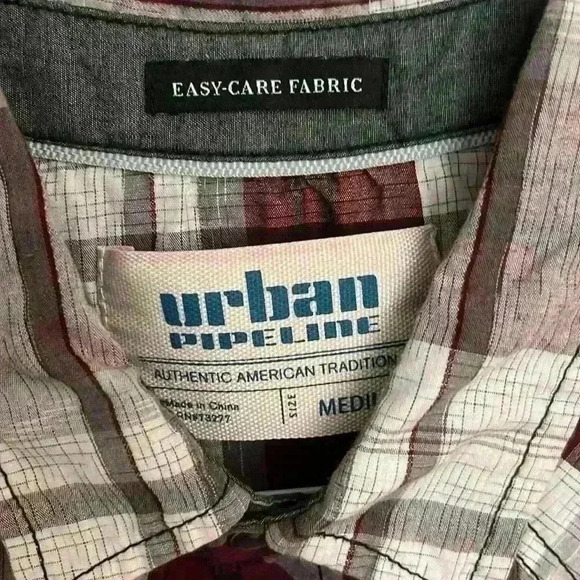 EASY-CARE FABRIC
urban
PIPELINE
AUTHENTIC AMERICAN TRADITION
Made in China
SIZE
MEDIU